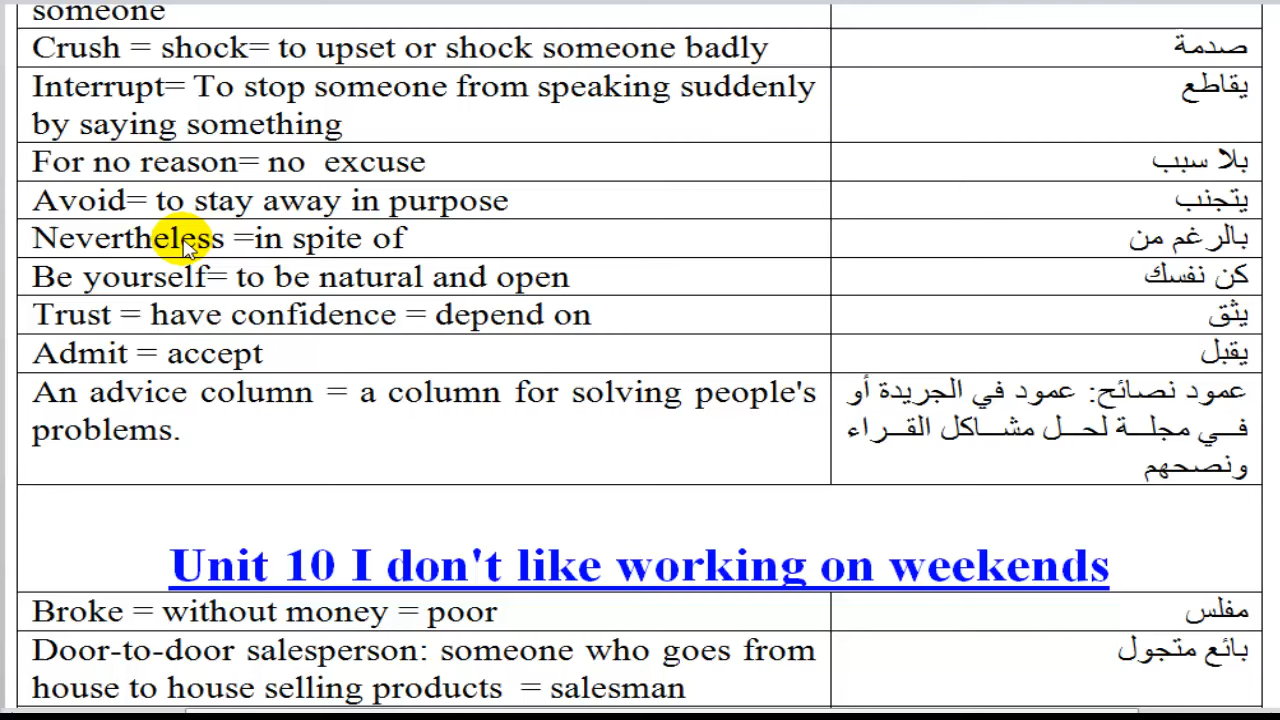 someone
Crush = shock= to upset or shock someone badly
صدمة
Interrupt= To stop someone from speaking suddenly
by saying something
يقاطع
For no reason= no excuse
بلا سبب
Avoid= to stay away in purpose
يتجنب
Nevertheless =in spite of
بالرغم من
Be yourself= to be natural and open
كن نفسك
Trust = have confidence = depend on
يثق
Admit = accept
يقبل
An advice column = a column for solving people's
problems.
عمود نصائح: عمود في الجريدة أو
في مجلة لحل مشاكل القراء
ونصحهم
Unit 10 I don't like working on weekends
Broke = without money = poor
مفلس
Door-to-door salesperson: someone who goes from
house to house selling products = salesman
بائع متجول